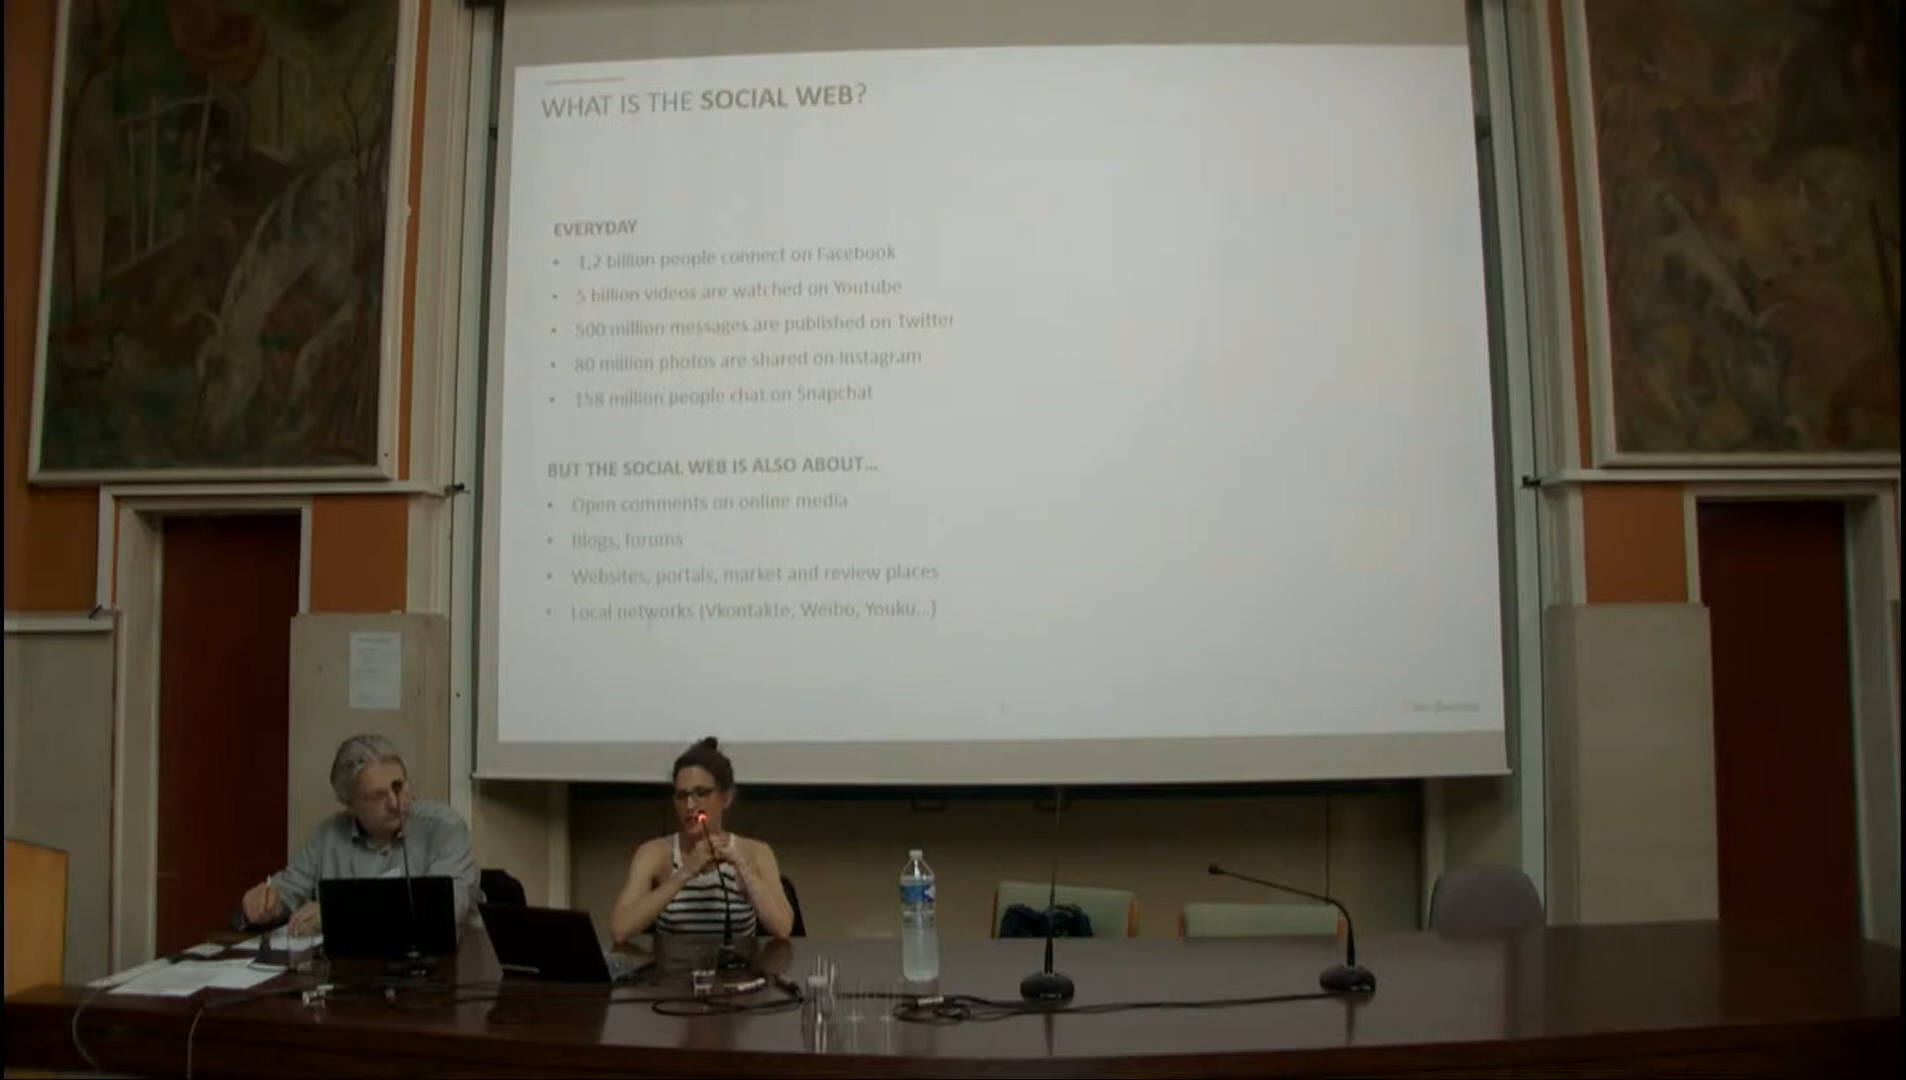 WHAT IS THE SOCIAL WEB?
EVERYDAY
• 1,2 billion people connect on Facebook
• 5 billion videos are watched on Youtube
• 500 million messages are published on Twitter
• 80 million photos are shared on Instagram
• 158 million people chat on Snapchat
BUT THE SOCIAL WEB IS ALSO ABOUT...
• Open comments on online media
• Blogs, forums
• Websites, portals, market and review places
• Local networks (Vkontakte, Weibo, Youku...)